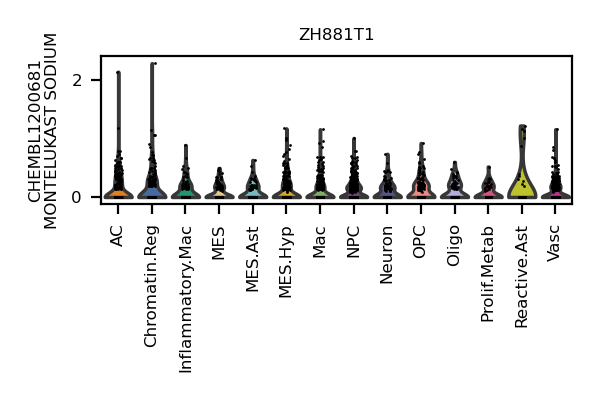 ZH881T1
CHEMBL1200681
MONTELUKAST SODIUM
2
0
AC
Chromatin.Reg
Inflammatory.Mac
MES
MES.Ast
MES.Hyp
Mac
NPC
Neuron
OPC
Oligo
Prolif.Metab
Reactive.Ast
Vasc